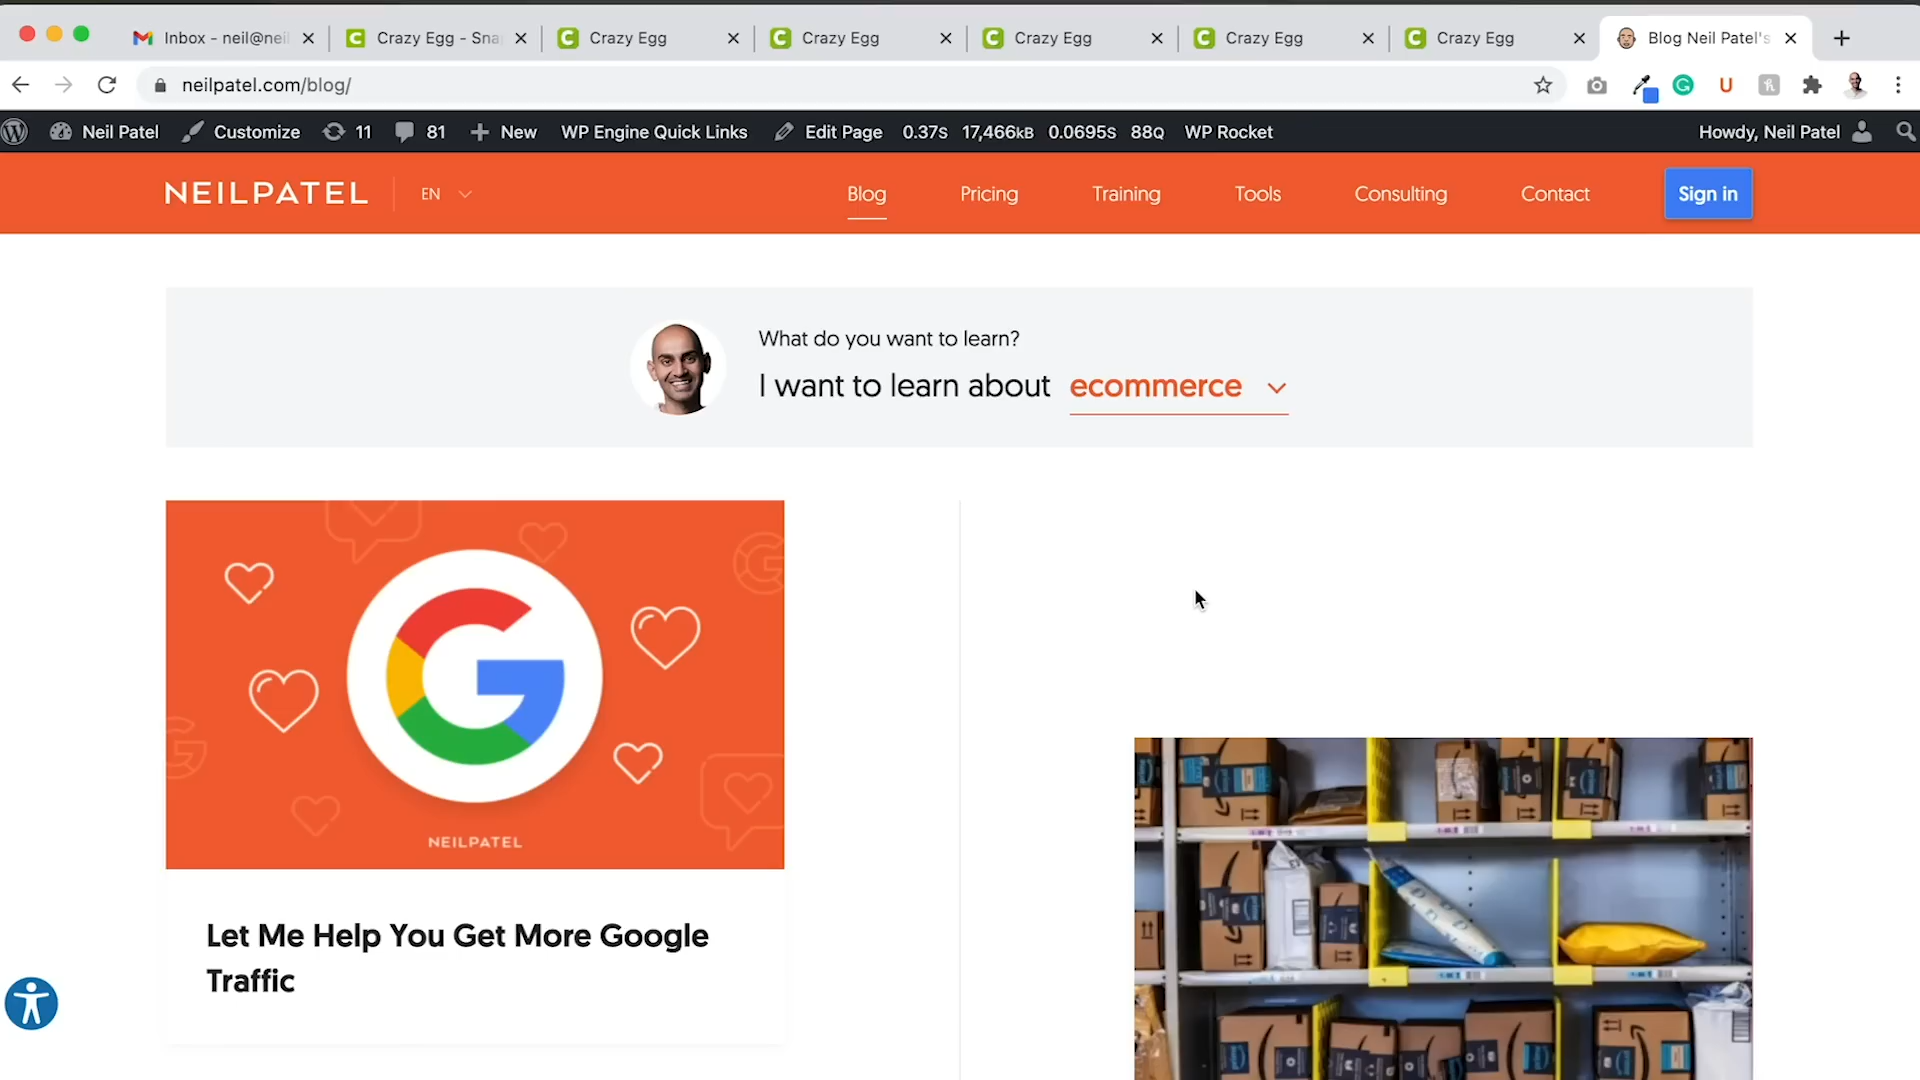 Inbox - neil@neil
Crazy Egg - Sna
Crazy Egg
Crazy Egg
Crazy Egg
Crazy Egg
Crazy Egg
Blog Neil Patel's
neilpatel.com/blog/
Neil Patel
Customize
11
81
New
WP Engine Quick Links
Edit Page
0.37s 17,466kB 0.0695s 88Q
WP Rocket
Howdy, Neil Patel
NEILPATEL
EN
Blog
Pricing
Training
Tools
Consulting
Contact
Sign in
What do you want to learn?
I want to learn about ecommerce
NEILPATEL
Let Me Help You Get More Google
Traffic